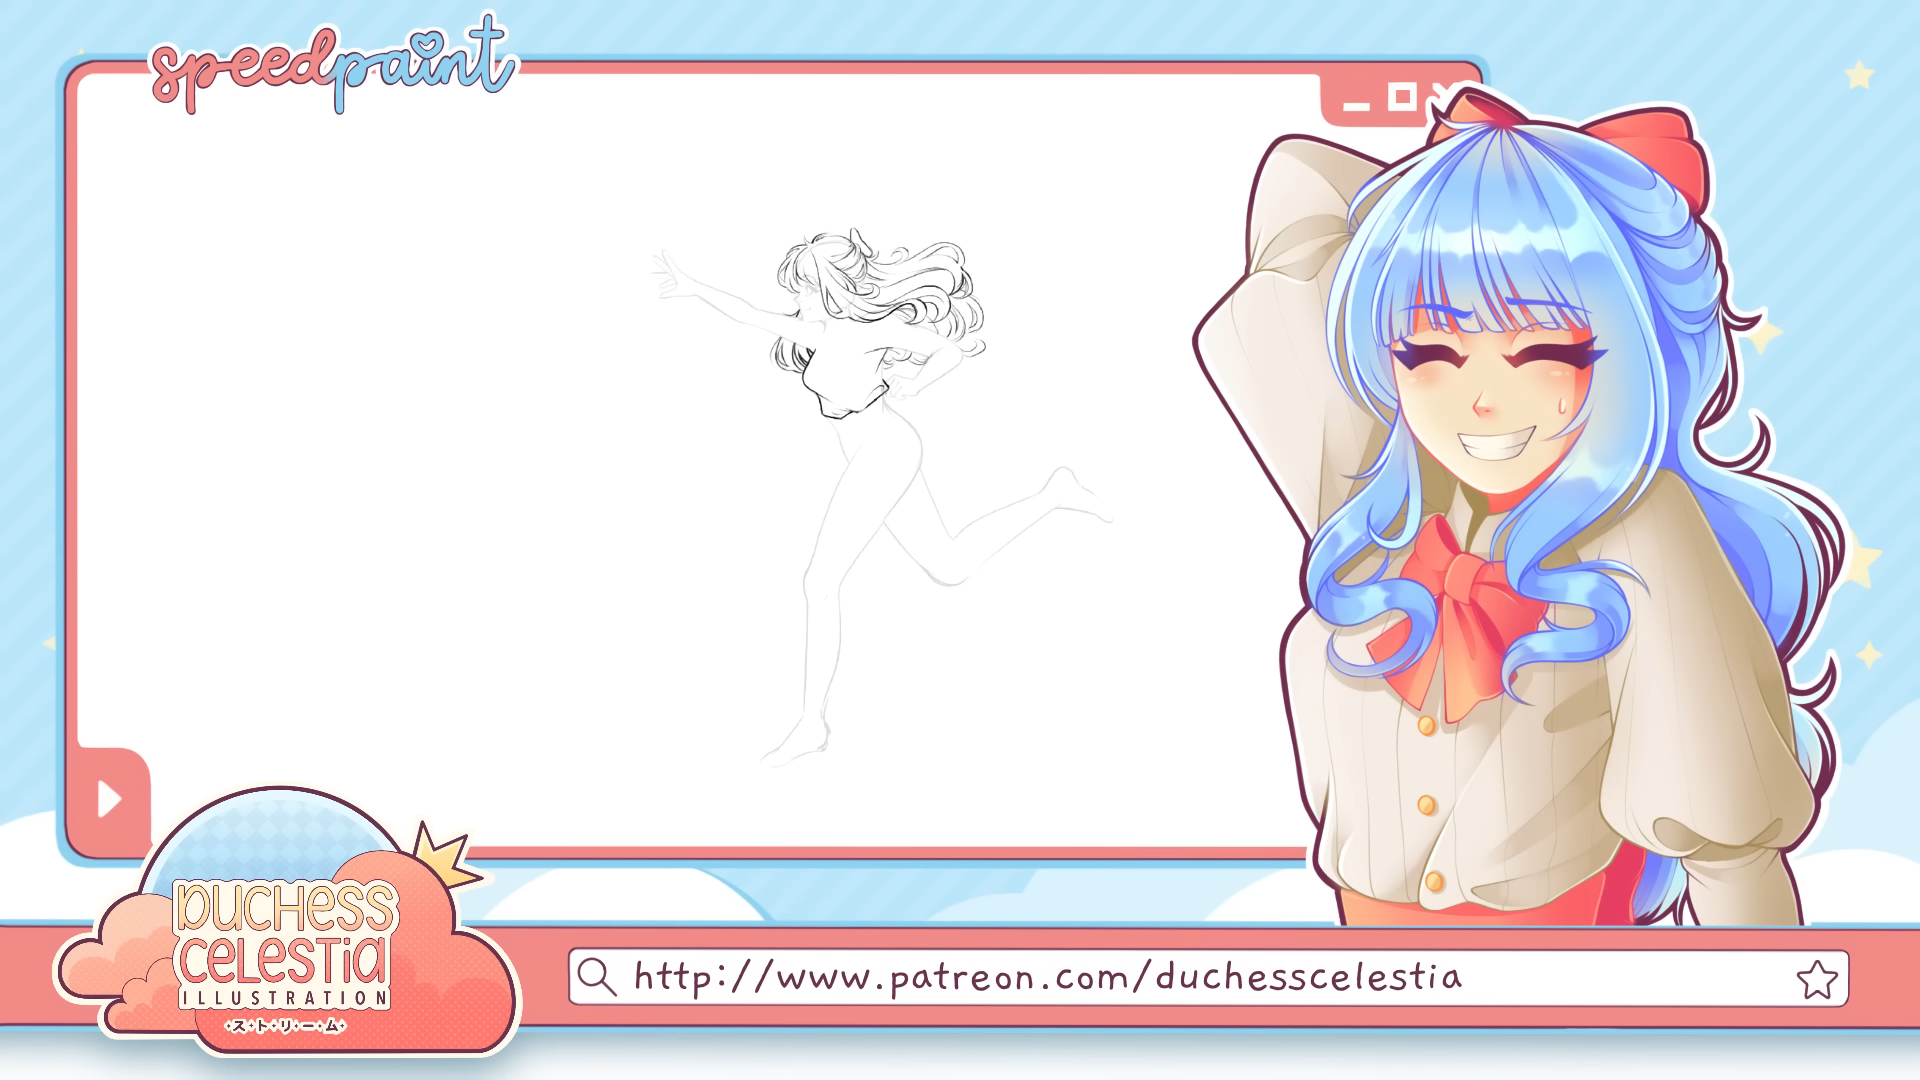 speedpaint
DUCHESS
CELESTIA
ILLUSTRATION
・ス・ト・リ・ー・ム・
http://www.patreon.com/duchesscelestia